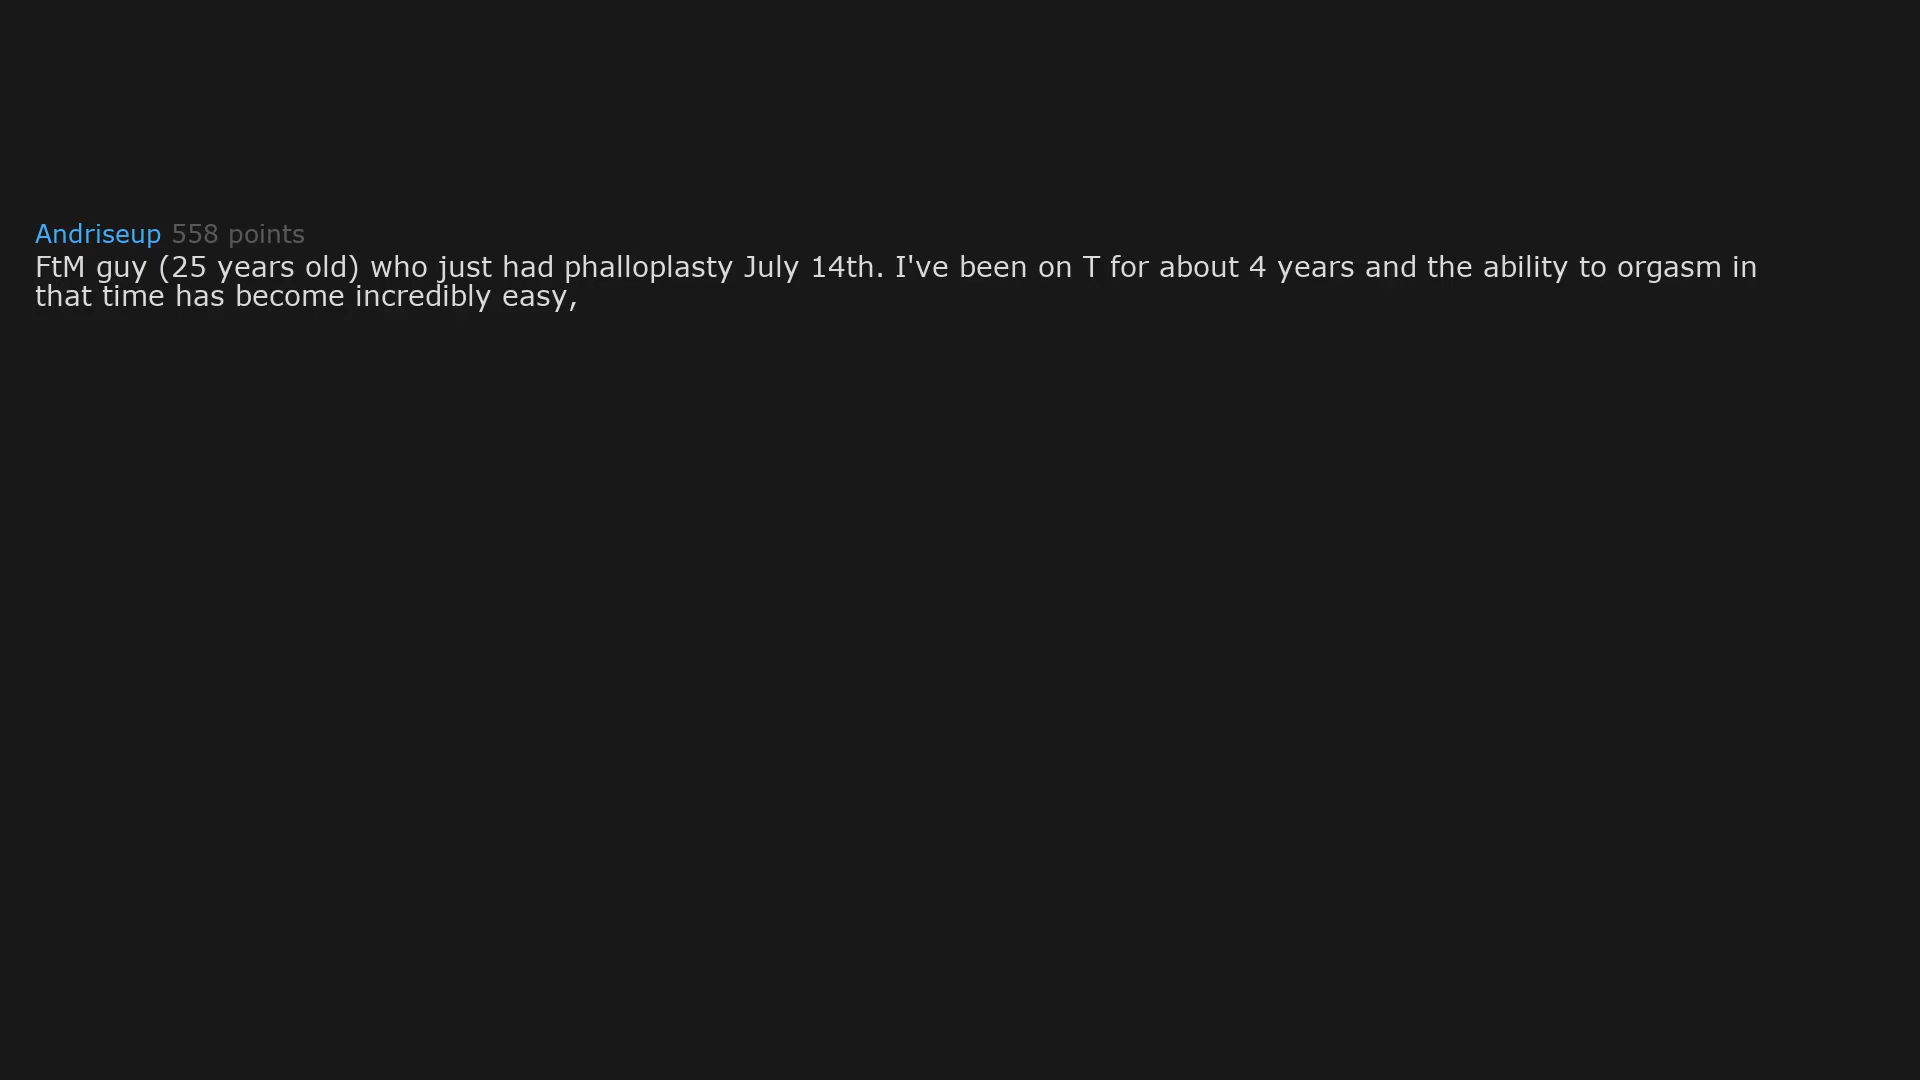 Andriseup 558 points
FtM guy (25 years old) who just had phalloplasty July 14th. I've been on T for about 4 years and the ability to orgasm in
that time has become incredibly easy,